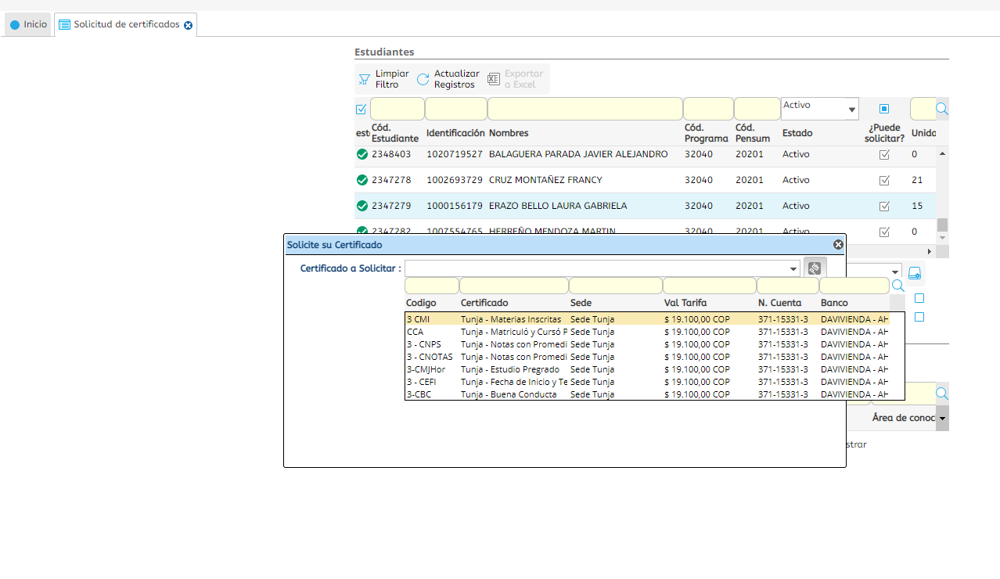 Inicio
Solicitud de certificados
Estudiantes
Limpiar Filtro
Actualizar Registros
Exportar a Excel
Activo
est Cód. Estudiante Identificación Nombres Cód. Programa Cód. Pensum Estado ¿Puede solicitar? Unida
2348403 1020719527 BALAGUERA PARADA JAVIER ALEJANDRO 32040 20201 Activo 0
2347278 1002693729 CRUZ MONTAÑEZ FRANCY 32040 20201 Activo 21
2347279 1000156179 ERAZO BELLO LAURA GABRIELA 32040 20201 Activo 15
2347282 1007554765 HERREÑO MENDOZA MARTIN 32040 20201 Activo 0
Solicite su Certificado
Certificado a Solicitar :
Codigo Certificado Sede Val Tarifa N. Cuenta Banco
3 CMI Tunja - Materias Inscritas Sede Tunja $ 19.100,00 COP 371-15331-3 DAVIVIENDA - AH
CCA Tunja - Matriculó y Cursó P Sede Tunja $ 19.100,00 COP 371-15331-3 DAVIVIENDA - AH
3 - CNPS Tunja - Notas con Promedi Sede Tunja $ 19.100,00 COP 371-15331-3 DAVIVIENDA - AH
3 - CNOTAS Tunja - Notas con Promedi Sede Tunja $ 19.100,00 COP 371-15331-3 DAVIVIENDA - AH
3-CMJHor Tunja - Estudio Pregrado Sede Tunja $ 19.100,00 COP 371-15331-3 DAVIVIENDA - AH
3 - CEFI Tunja - Fecha de Inicio y Te Sede Tunja $ 19.100,00 COP 371-15331-3 DAVIVIENDA - AH
3-CBC Tunja - Buena Conducta Sede Tunja $ 19.100,00 COP 371-15331-3 DAVIVIENDA - AH
Área de conoc
strar